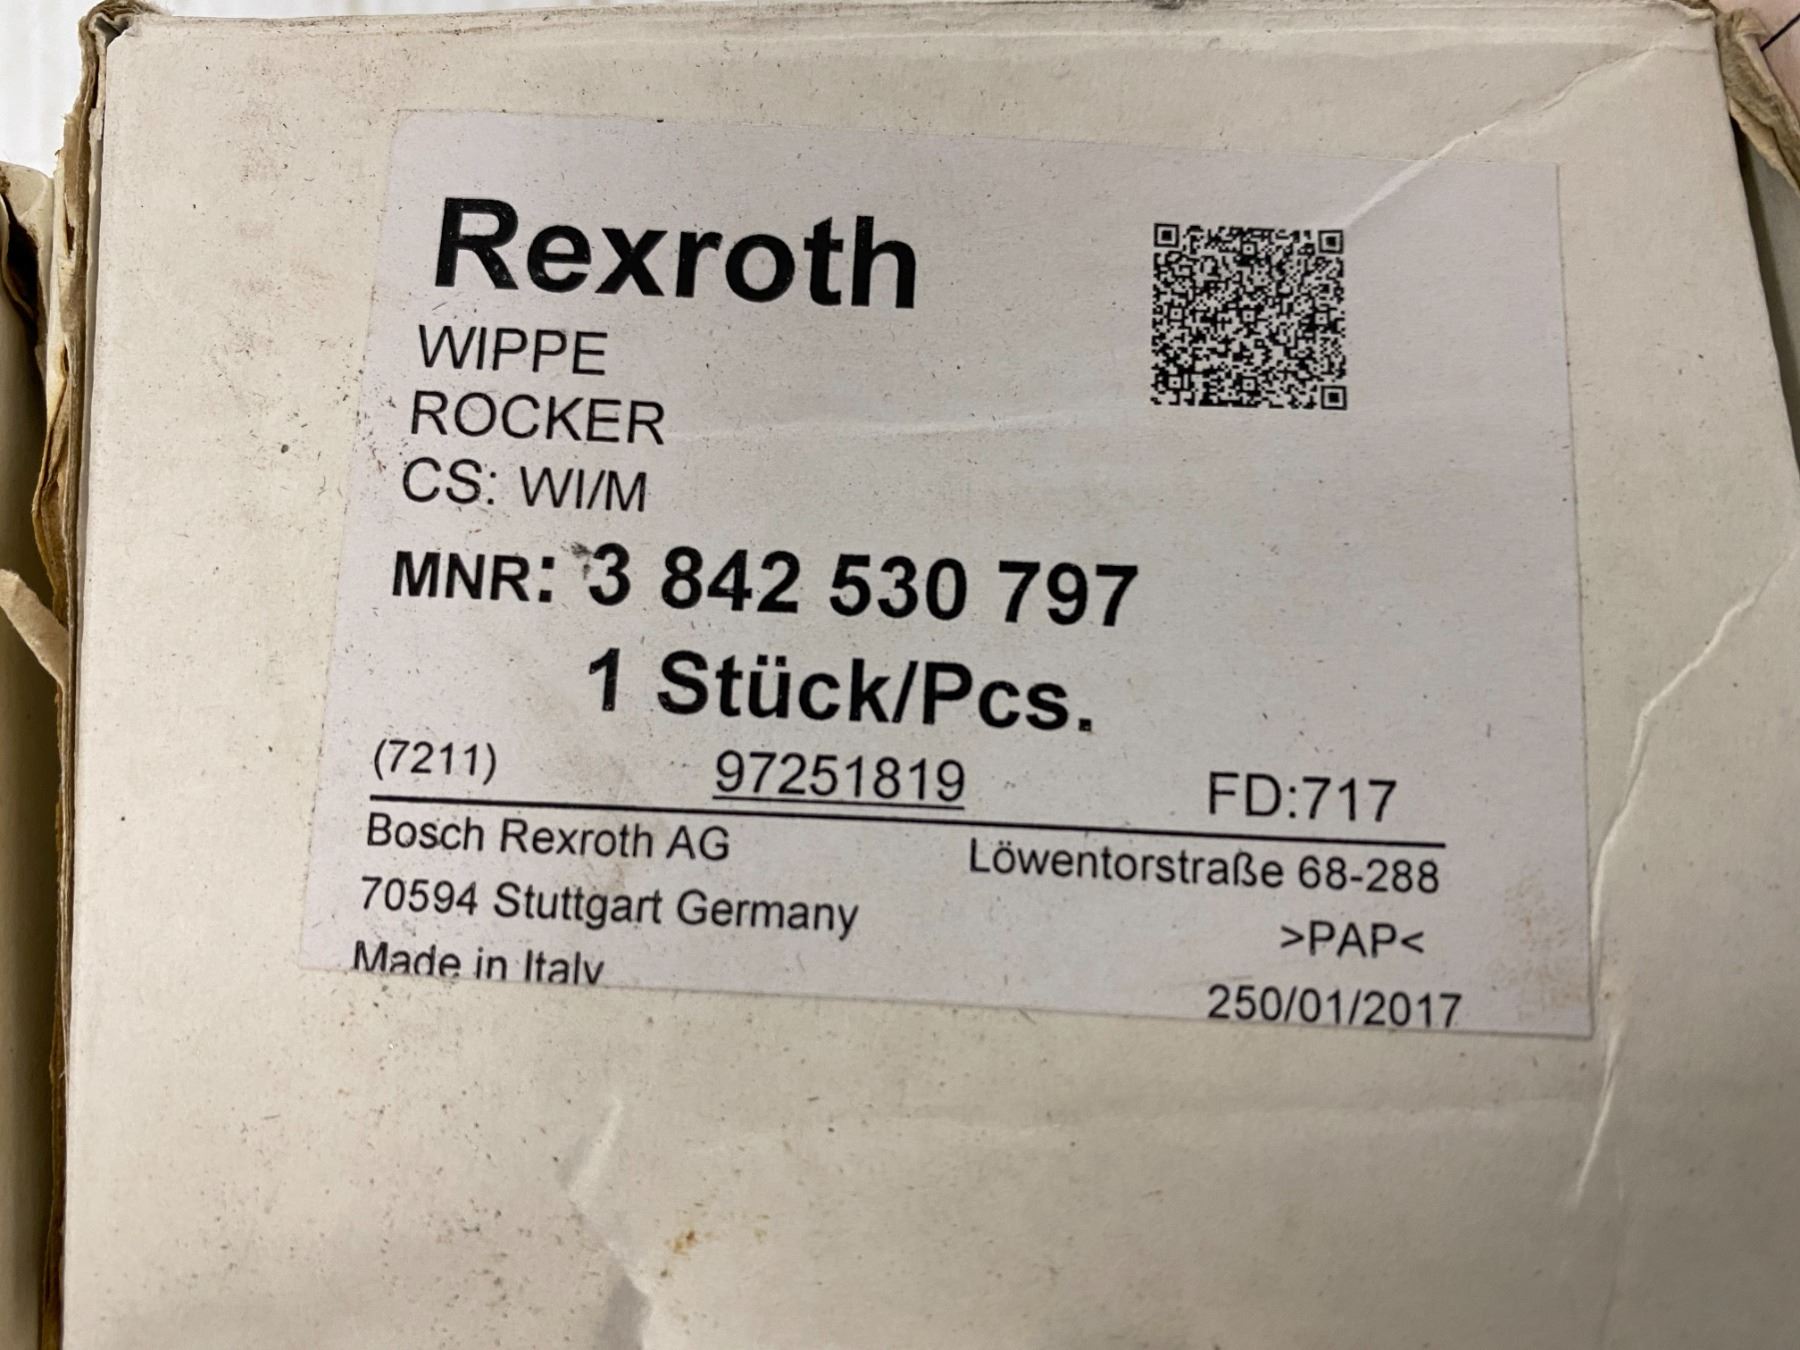 Rexroth
WIPPE
ROCKER
CS: WI/M
MNR: 3 842 530 797
1 Stück/Pcs.
(7211) 97251819 FD:717
Bosch Rexroth AG Löwentorstraße 68-288
70594 Stuttgart Germany >PAP<
Made in Italy
250/01/2017